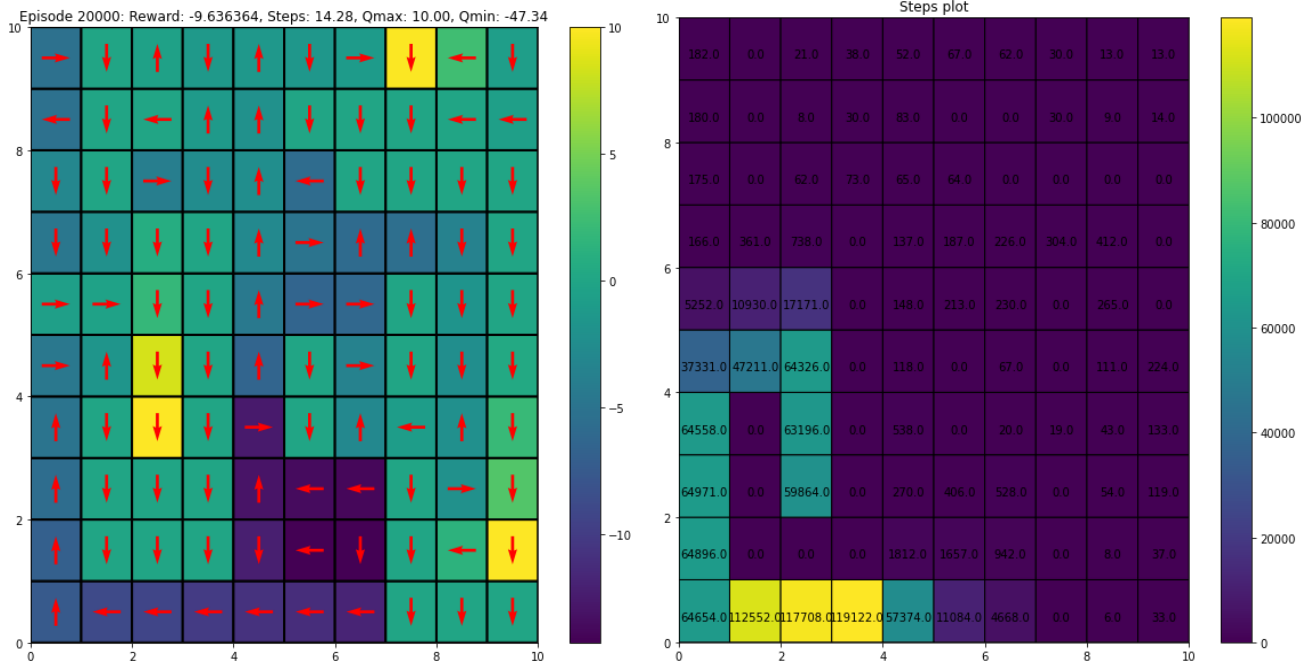 Episode 20000: Reward: -9.636364, Steps: 14.28, Qmax: 10.00, Qmin: -47.34
Steps plot
10
8
6
4
2
0
0 2 4 6 8 10
10
5
0
−5
−10
10
8
6
4
2
0
182.0 0.0 21.0 38.0 52.0 67.0 62.0 30.0 13.0 13.0
180.0 0.0 8.0 30.0 83.0 0.0 0.0 30.0 9.0 14.0
175.0 0.0 62.0 73.0 65.0 64.0 0.0 0.0 0.0 0.0
166.0 361.0 738.0 0.0 137.0 187.0 226.0 304.0 412.0 0.0
5252.0 10930.0 17171.0 0.0 148.0 213.0 230.0 0.0 265.0 0.0
37331.0 47211.0 64326.0 0.0 118.0 0.0 67.0 0.0 111.0 224.0
64558.0 0.0 63196.0 0.0 538.0 0.0 20.0 19.0 43.0 133.0
64971.0 0.0 59864.0 0.0 270.0 406.0 528.0 0.0 54.0 119.0
64896.0 0.0 0.0 0.0 1812.0 1657.0 942.0 0.0 8.0 37.0
64654.0 112552.0 117708.0 119122.0 57374.0 11084.0 4668.0 0.0 6.0 33.0
0 2 4 6 8 10
100000
80000
60000
40000
20000
0